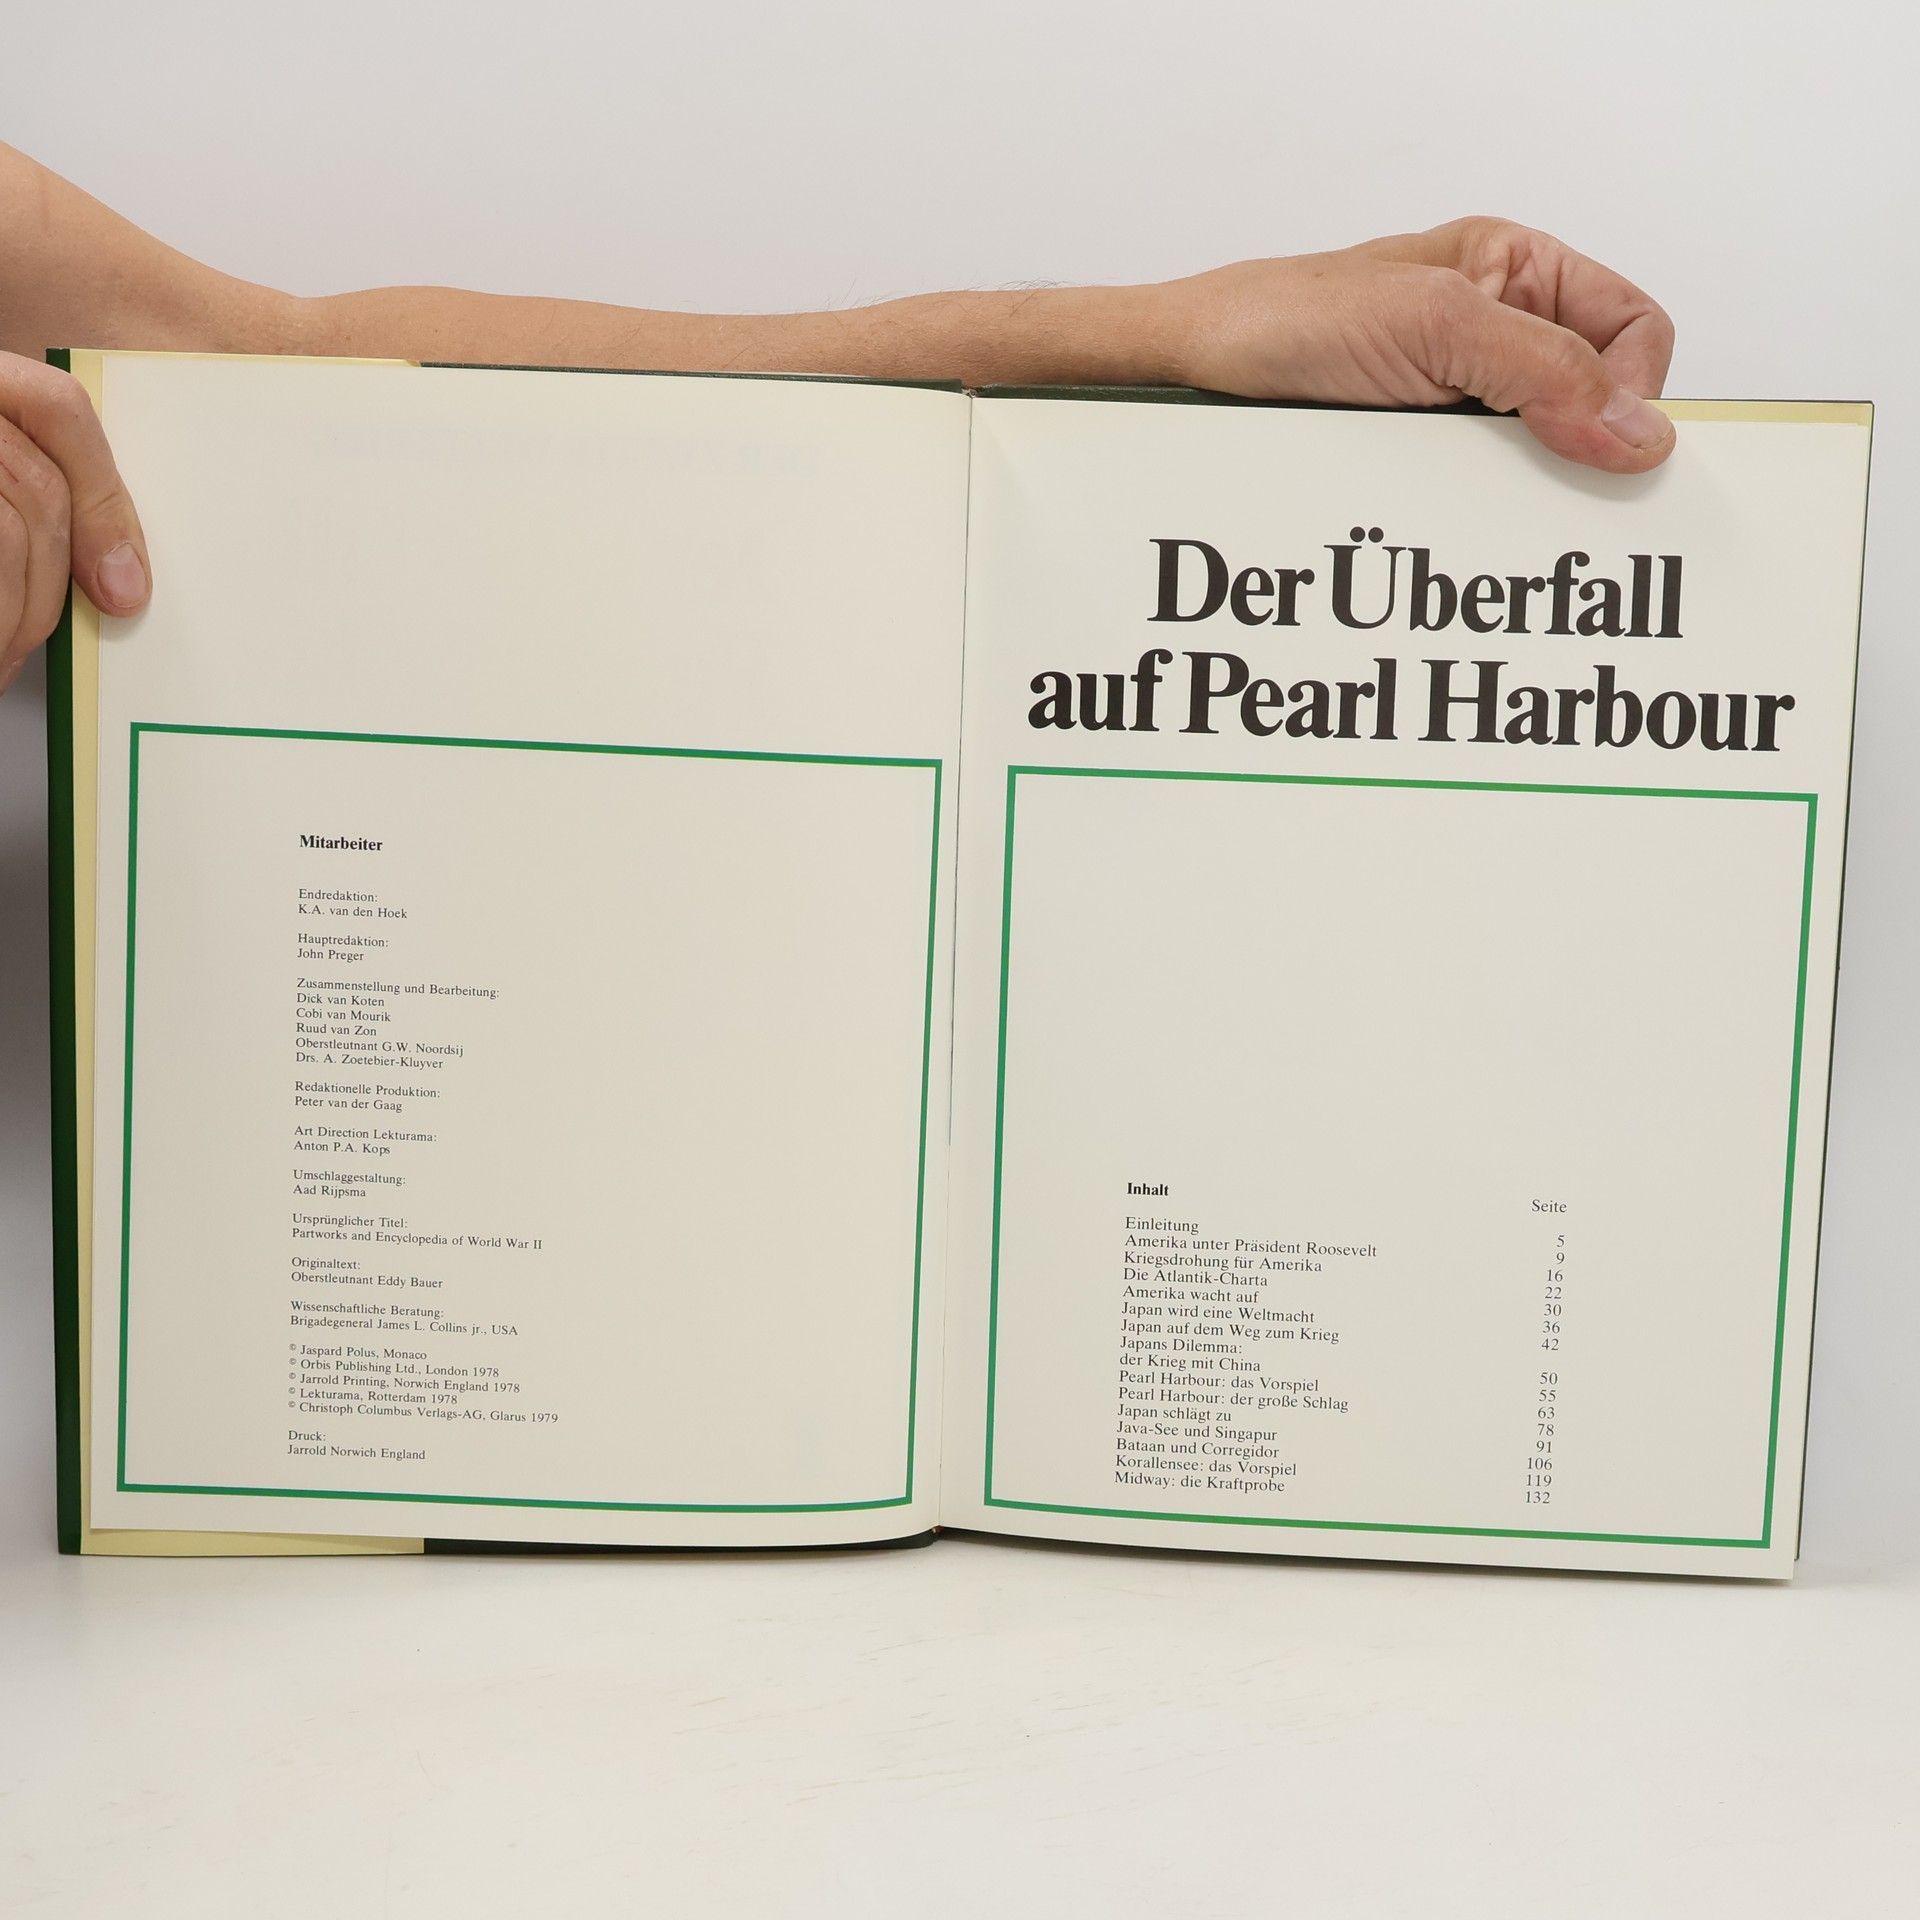 Mitarbeiter
Endredaktion:
K.A. van den Hoek
Hauptredaktion:
John Preger
Zusammenstellung und Bearbeitung:
Dick van Koten
Cobi van Mourik
Ruud van Zon
Oberstleutnant G.W. Noordsij
Drs. A. Zoetebier-Kluyver
Redaktionelle Produktion:
Peter van der Gaag
Art Direction Lekturama:
Anton P.A. Kops
Umschlaggestaltung:
Aad Rijpsma
Ursprünglicher Titel:
Partworks and Encyclopedia of World War II
Originaltext:
Oberstleutnant Eddy Bauer
Wissenschaftliche Beratung:
Brigadegeneral James L. Collins jr., USA
© Jaspard Polus, Monaco
© Orbis Publishing Ltd., London 1978
© Jarrold Printing, Norwich England 1978
© Lekturama, Rotterdam 1978
© Christoph Columbus Verlags-AG, Glarus 1979
Druck:
Jarrold Norwich England
Der Überfall
auf Pearl Harbour
Inhalt Seite
Einleitung 5
Amerika unter Präsident Roosevelt 9
Kriegsdrohung für Amerika 16
Die Atlantik-Charta 22
Amerika wacht auf 30
Japan wird eine Weltmacht 36
Japan auf dem Weg zum Krieg 42
Japans Dilemma:
der Krieg mit China 50
Pearl Harbour: das Vorspiel 55
Pearl Harbour: der große Schlag 63
Japan schlägt zu 78
Java-See und Singapur 91
Bataan und Corregidor 106
Korallensee: das Vorspiel 119
Midway: die Kraftprobe 132